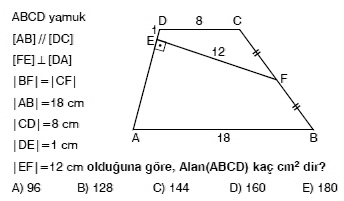 ABCD yamuk
[AB] // [DC]
[FE] ⊥ [DA]
|BF| = |CF|
|AB| = 18 cm
|CD| = 8 cm
|DE| = 1 cm
|EF| = 12 cm olduğuna göre, Alan(ABCD) kaç cm² dir?
D 8 C
1
E
12
F
A 18 B
A) 96 B) 128 C) 144 D) 160 E) 180